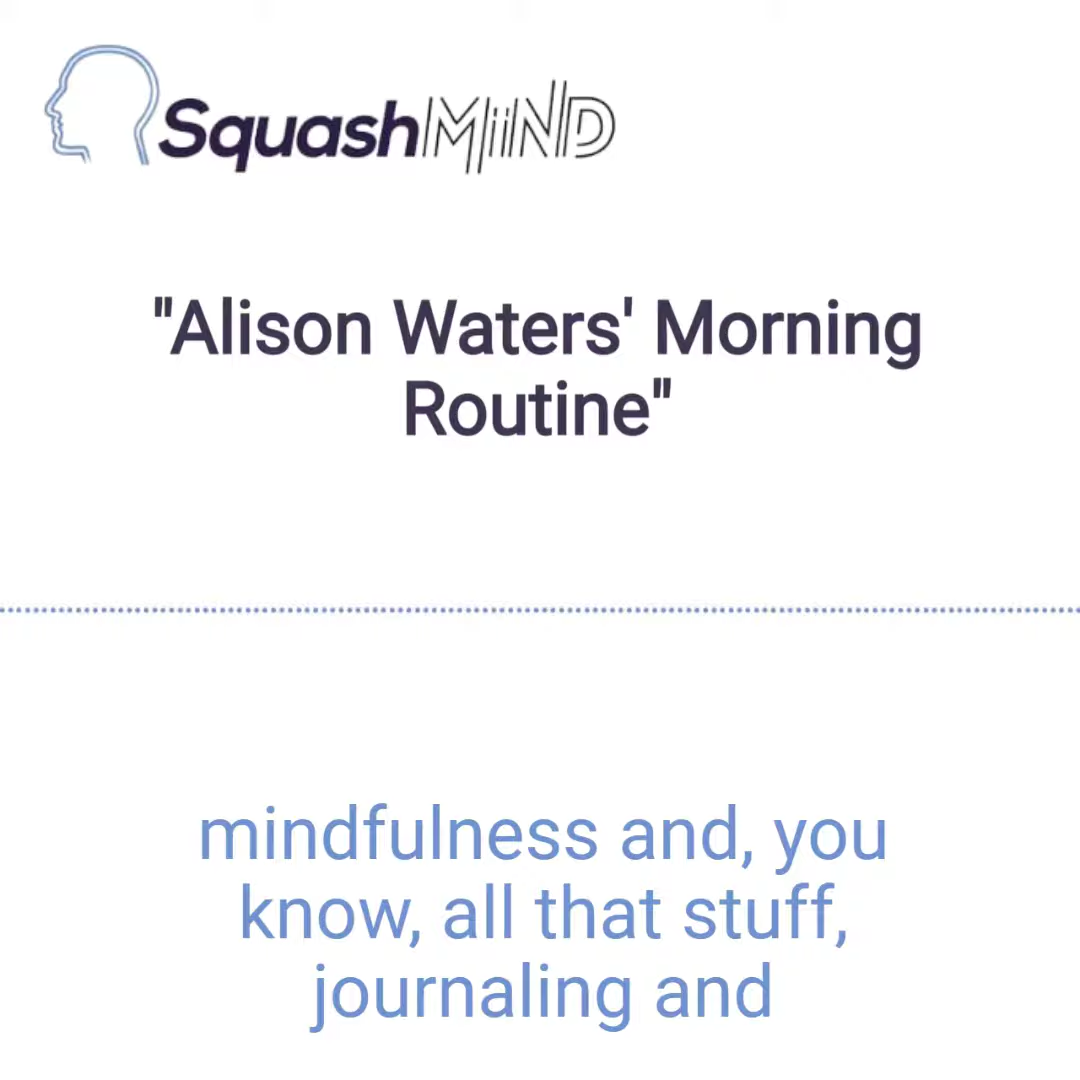 SquashMiND
"Alison Waters' Morning
Routine"
mindfulness and, you
know, all that stuff,
journaling and